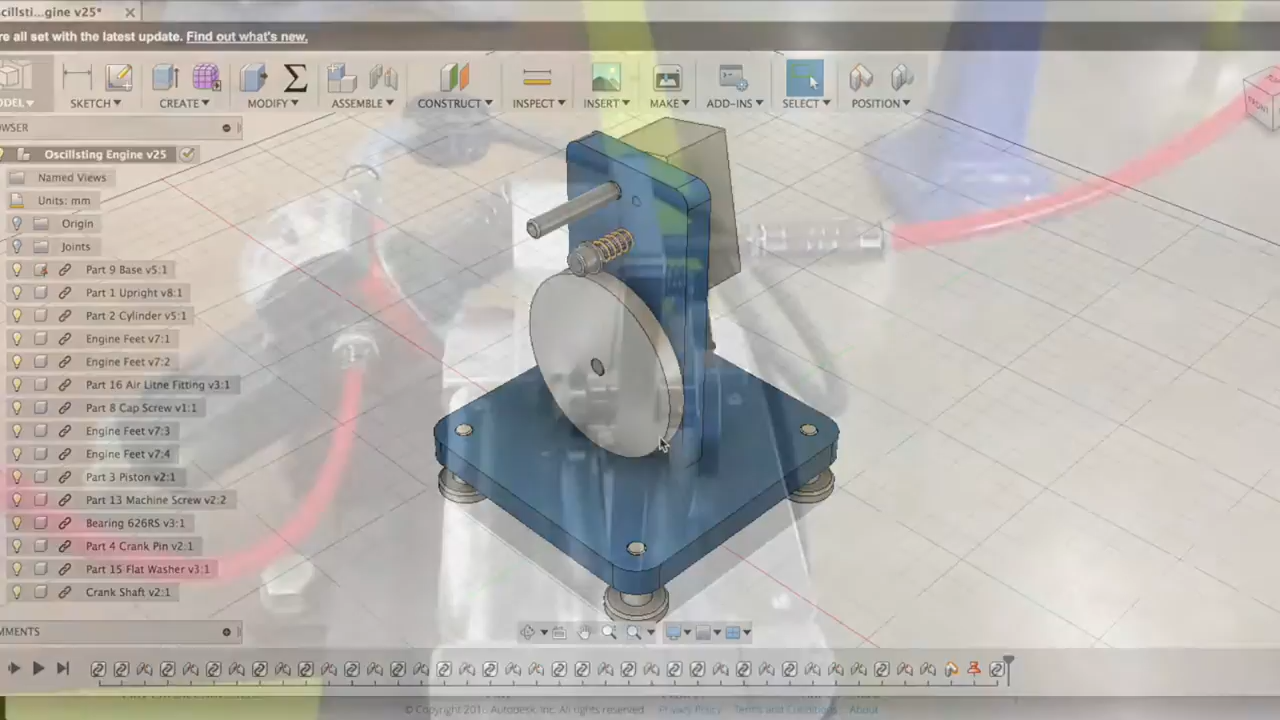 cillsti...gine v25*
re all set with the latest update. Find out what's new.
ODEL
SKETCH
CREATE
MODIFY
ASSEMBLE
CONSTRUCT
INSPECT
INSERT
MAKE
ADD-INS
SELECT
POSITION
FRONT
OWSER
Oscillsting Engine v25
Named Views
Units: mm
Origin
Joints
Part 9 Base v5:1
Part 1 Upright v8:1
Part 2 Cylinder v5:1
Engine Feet v7:1
Engine Feet v7:2
Part 16 Air Litne Fitting v3:1
Part 8 Cap Screw v1:1
Engine Feet v7:3
Engine Feet v7:4
Part 3 Piston v2:1
Part 13 Machine Screw v2:2
Bearing 626RS v3:1
Part 4 Crank Pin v2:1
Part 15 Flat Washer v3:1
Crank Shaft v2:1
MMENTS
Autodesk, Inc. All rights reserved Privacy Policy Terms and Conditions About